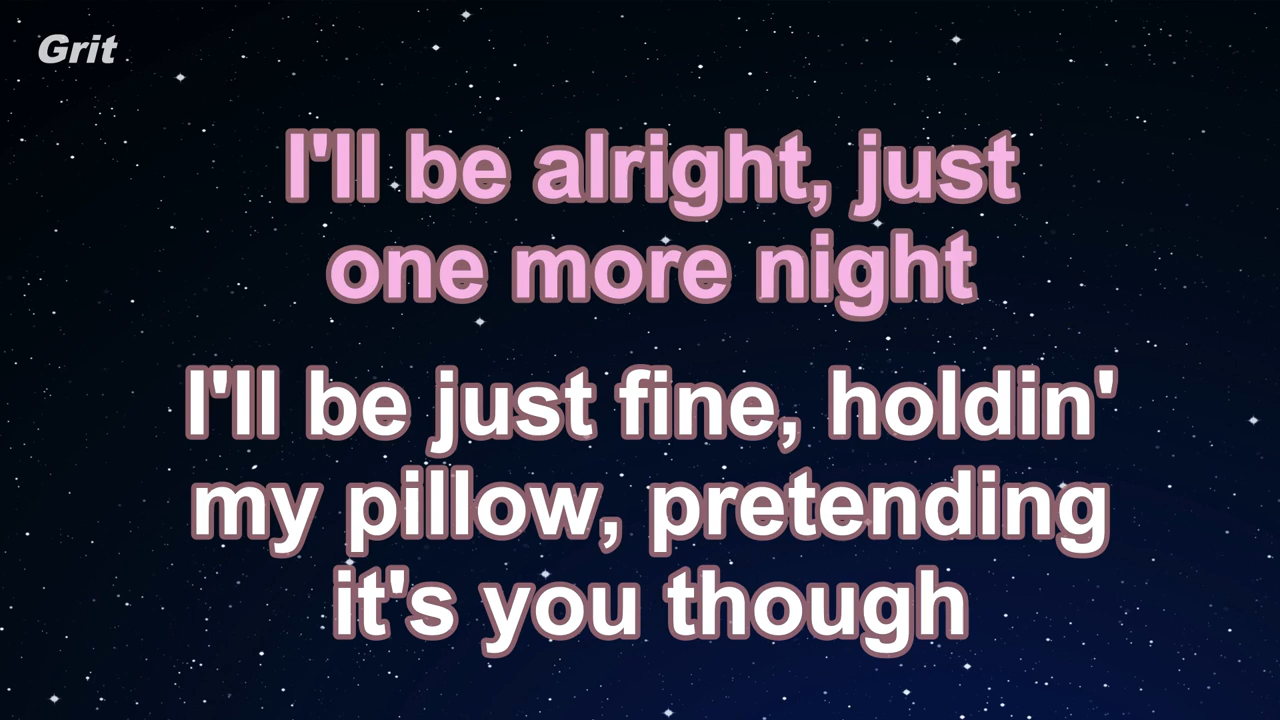 Grit
I'll be alright, just
one more night
I'll be just fine, holdin'
my pillow, pretending
it's you though